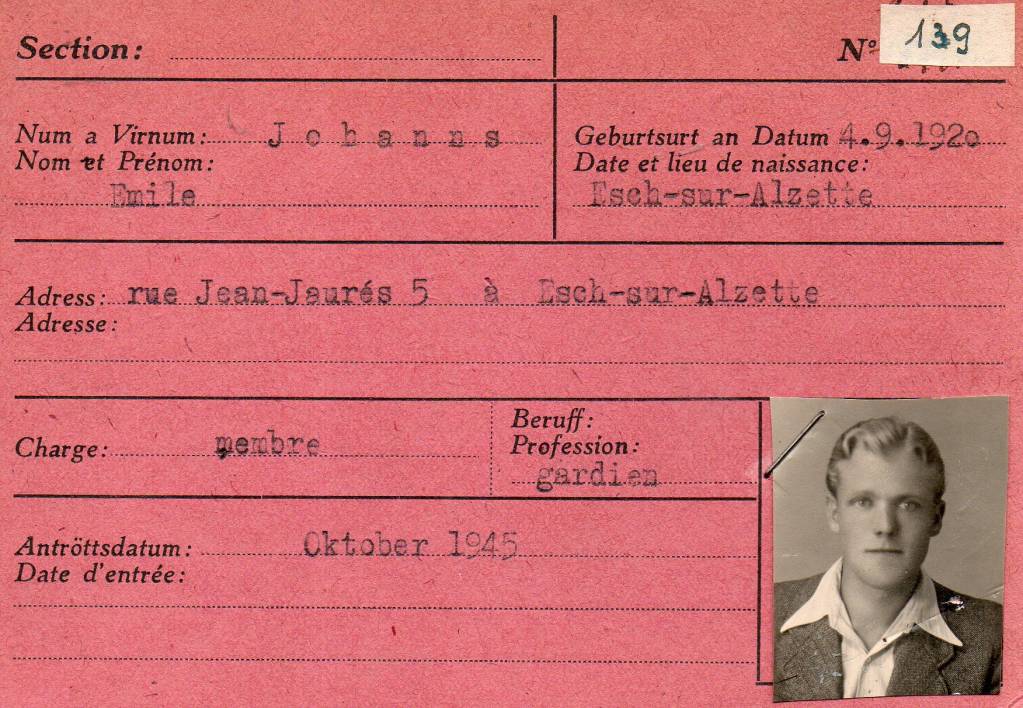 Section:
N° 139
Num a Virnum: Johanns
Nom et Prénom:
Emile
Geburtsurt an Datum 4.9.1920
Date et lieu de naissance:
Esch-sur-Alzette
Adress: rue Jean-Jaurés 5 à Esch-sur-Alzette
Adresse:
Charge: membre
Beruff:
Profession:
gardien
Antröttsdatum: Oktober 1945
Date d'entrée: